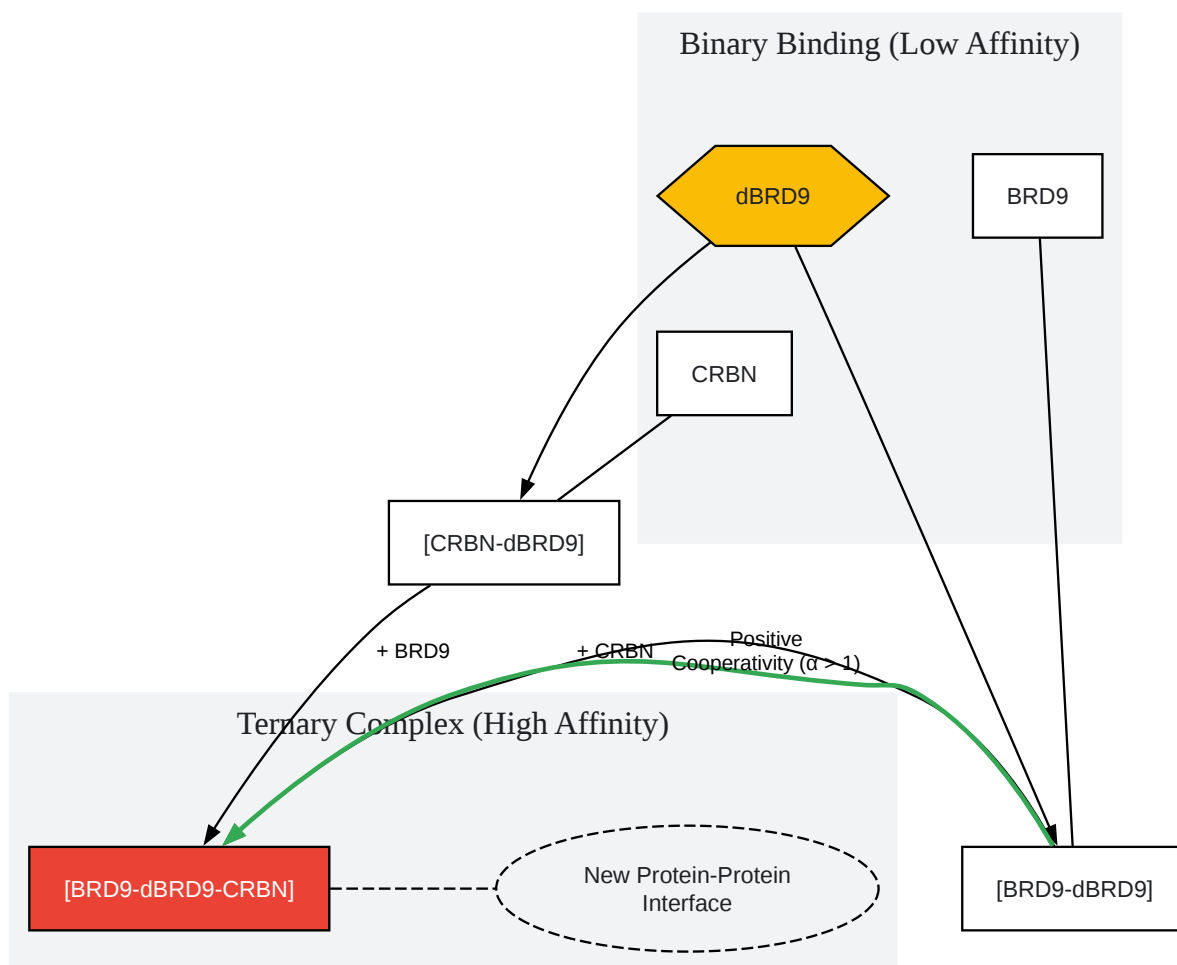 Binary Binding (Low Affinity)
dBRD9
BRD9
CRBN
[CRBN-dBRD9]
+ BRD9
+ CRBN
Positive
Cooperativity (α > 1)
Ternary Complex (High Affinity)
[BRD9-dBRD9-CRBN]
New Protein-Protein
Interface
[BRD9-dBRD9]